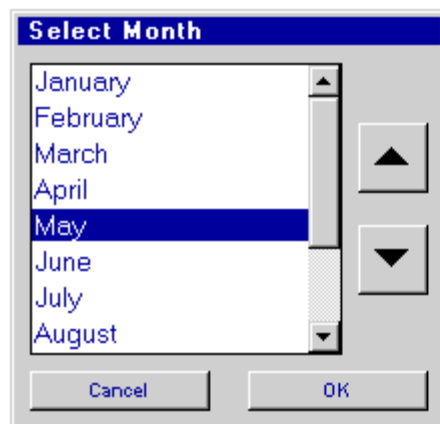 Select Month
January
February
March
April
May
June
July
August
Cancel OK